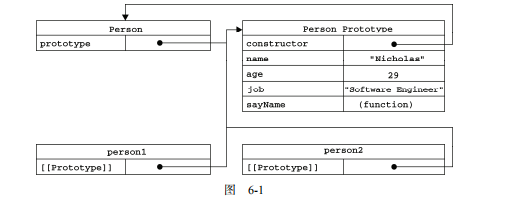 Person
prototype
Person Prototype
constructor
name "Nicholas"
age 29
job "Software Engineer"
sayName (function)
person1
[[Prototype]]
person2
[[Prototype]]
图 6-1